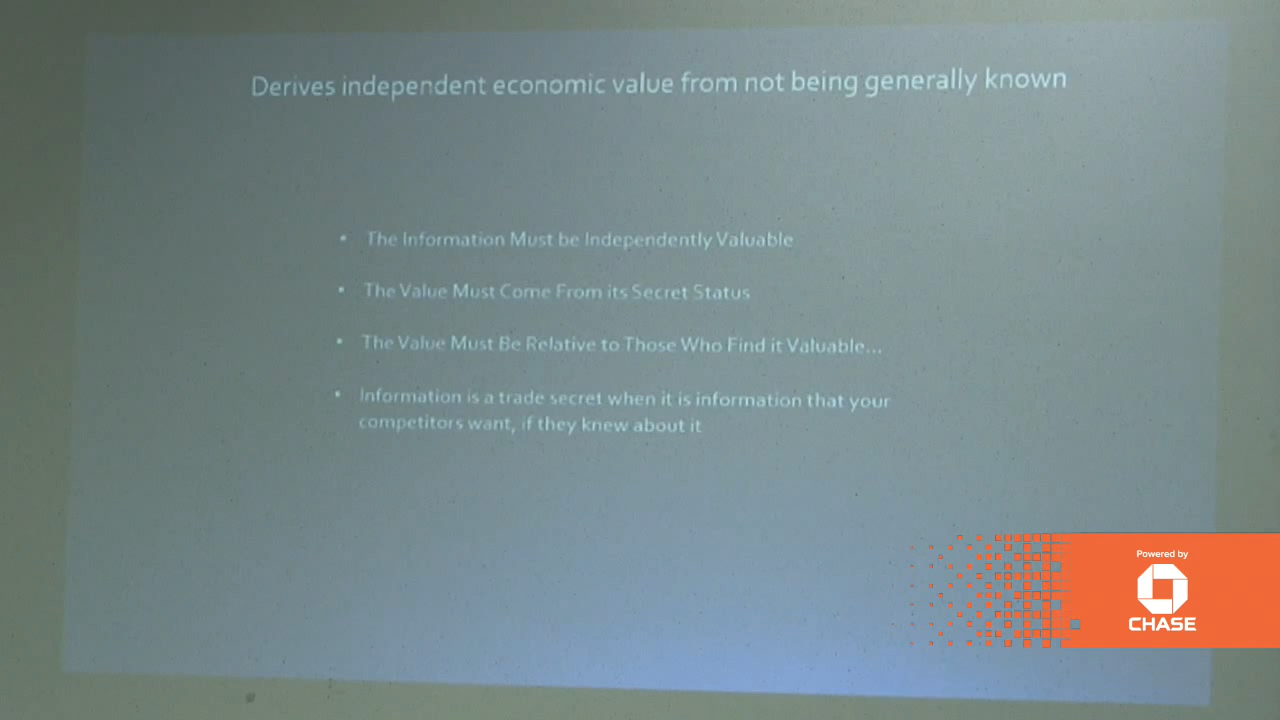 Derives independent economic value from not being generally known
• The Information Must be Independently Valuable
• The Value Must Come From its Secret Status
• The Value Must Be Relative to Those Who Find it Valuable...
• Information is a trade secret when it is information that your
competitors want, if they knew about it
Powered by
CHASE